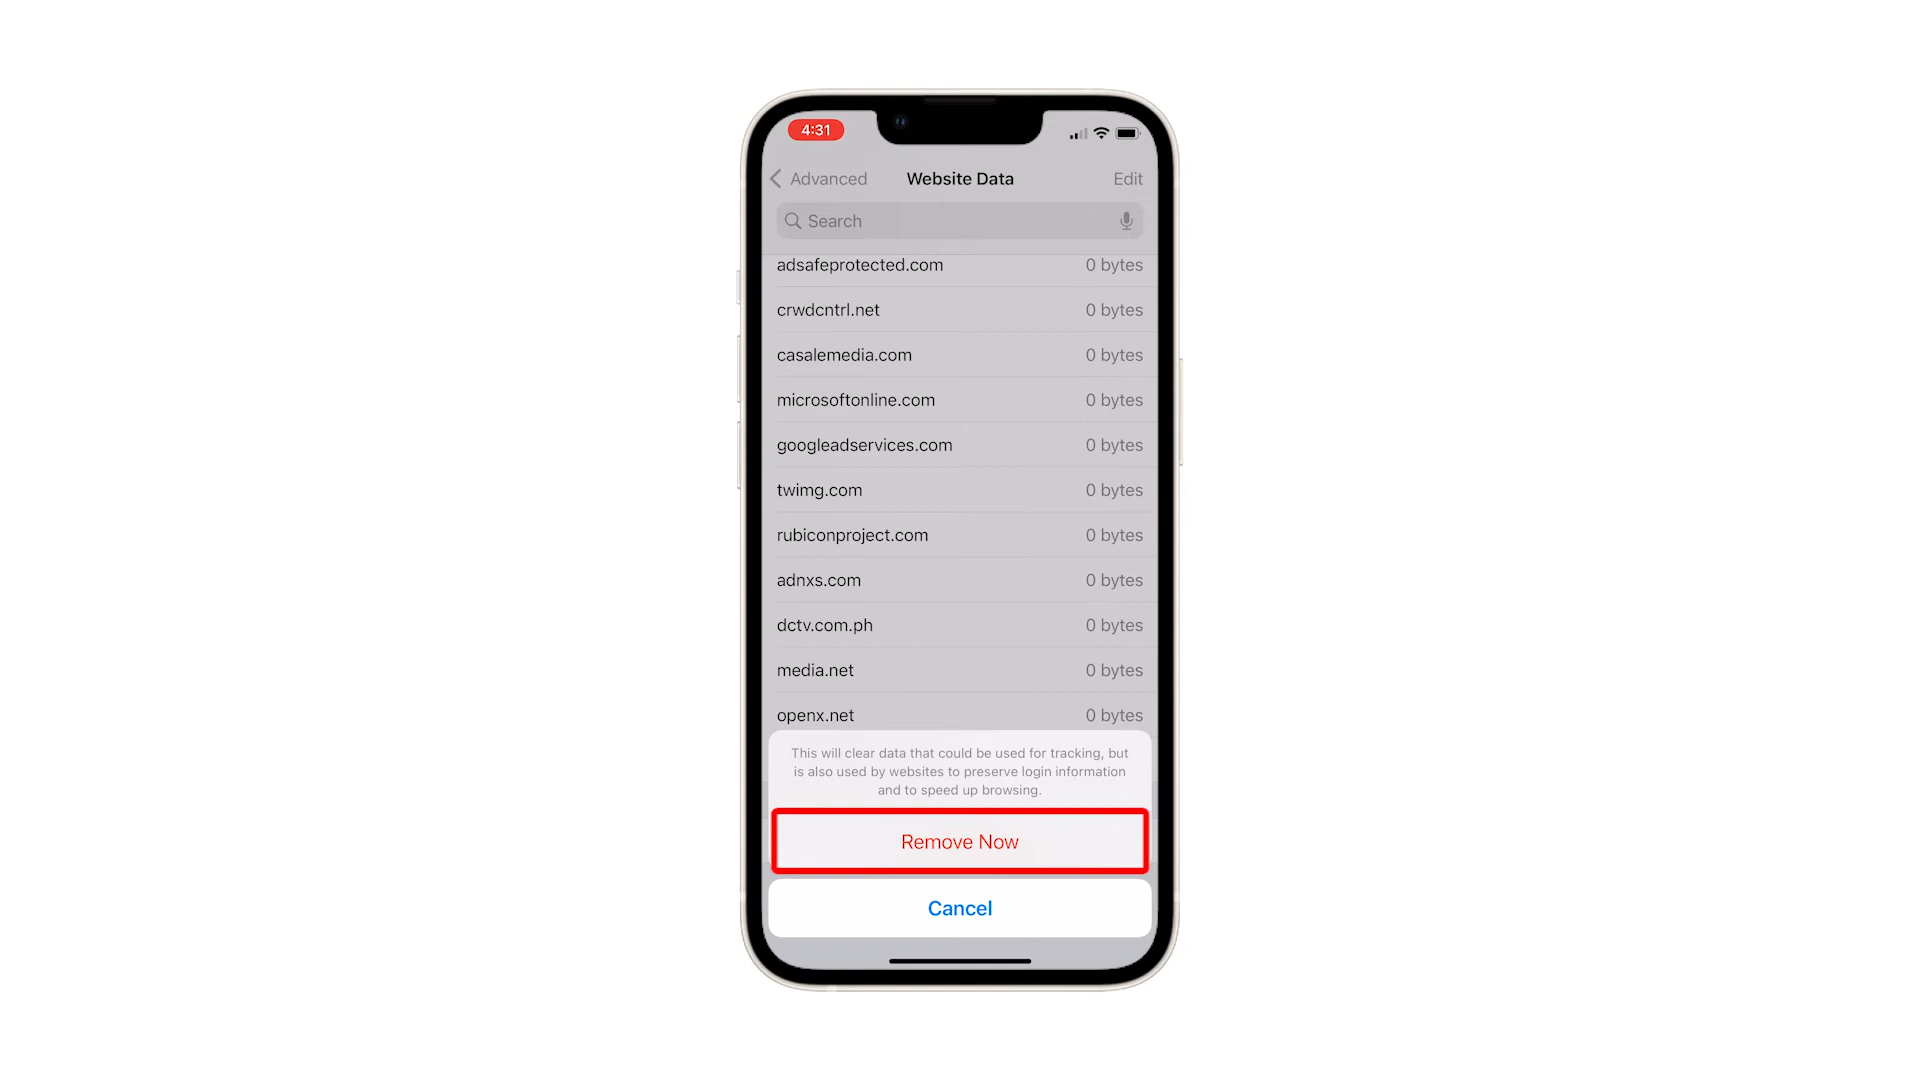 4:31
Advanced Website Data Edit
Search
adsafeprotected.com 0 bytes
crwdcntrl.net 0 bytes
casalemedia.com 0 bytes
microsoftonline.com 0 bytes
googleadservices.com 0 bytes
twimg.com 0 bytes
rubiconproject.com 0 bytes
adnxs.com 0 bytes
dctv.com.ph 0 bytes
media.net 0 bytes
openx.net 0 bytes
This will clear data that could be used for tracking, but
is also used by websites to preserve login information
and to speed up browsing.
Remove Now
Cancel